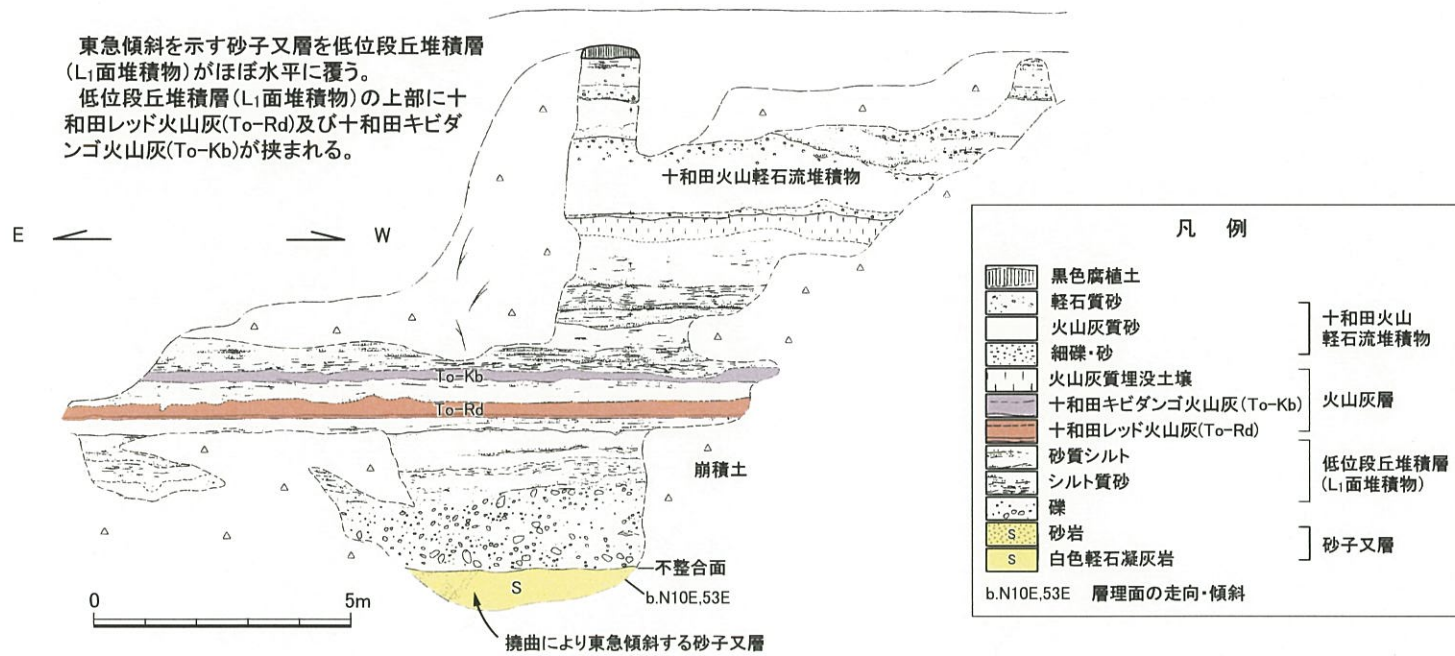 東急傾斜を示す砂子又層を低位段丘堆積層
(L₁面堆積物)がほぼ水平に覆う。
低位段丘堆積層(L₁面堆積物)の上部に十
和田レッド火山灰(To-Rd)及び十和田キビダ
ンゴ火山灰(To-Kb)が挟まれる。
E
W
十和田火山軽石流堆積物
To-Kb
To-Rd
崩積土
不整合面
S
b.N10E,53E
撓曲により東急傾斜する砂子又層
0
5m
凡 例
黒色腐植土
軽石質砂
火山灰質砂
細礫・砂
十和田火山
軽石流堆積物
火山灰質埋没土壌
十和田キビダンゴ火山灰(To-Kb)
十和田レッド火山灰(To-Rd)
火山灰層
砂質シルト
シルト質砂
礫
低位段丘堆積層
(L₁面堆積物)
S
砂岩
S
白色軽石凝灰岩
砂子又層
b.N10E,53E 層理面の走向・傾斜